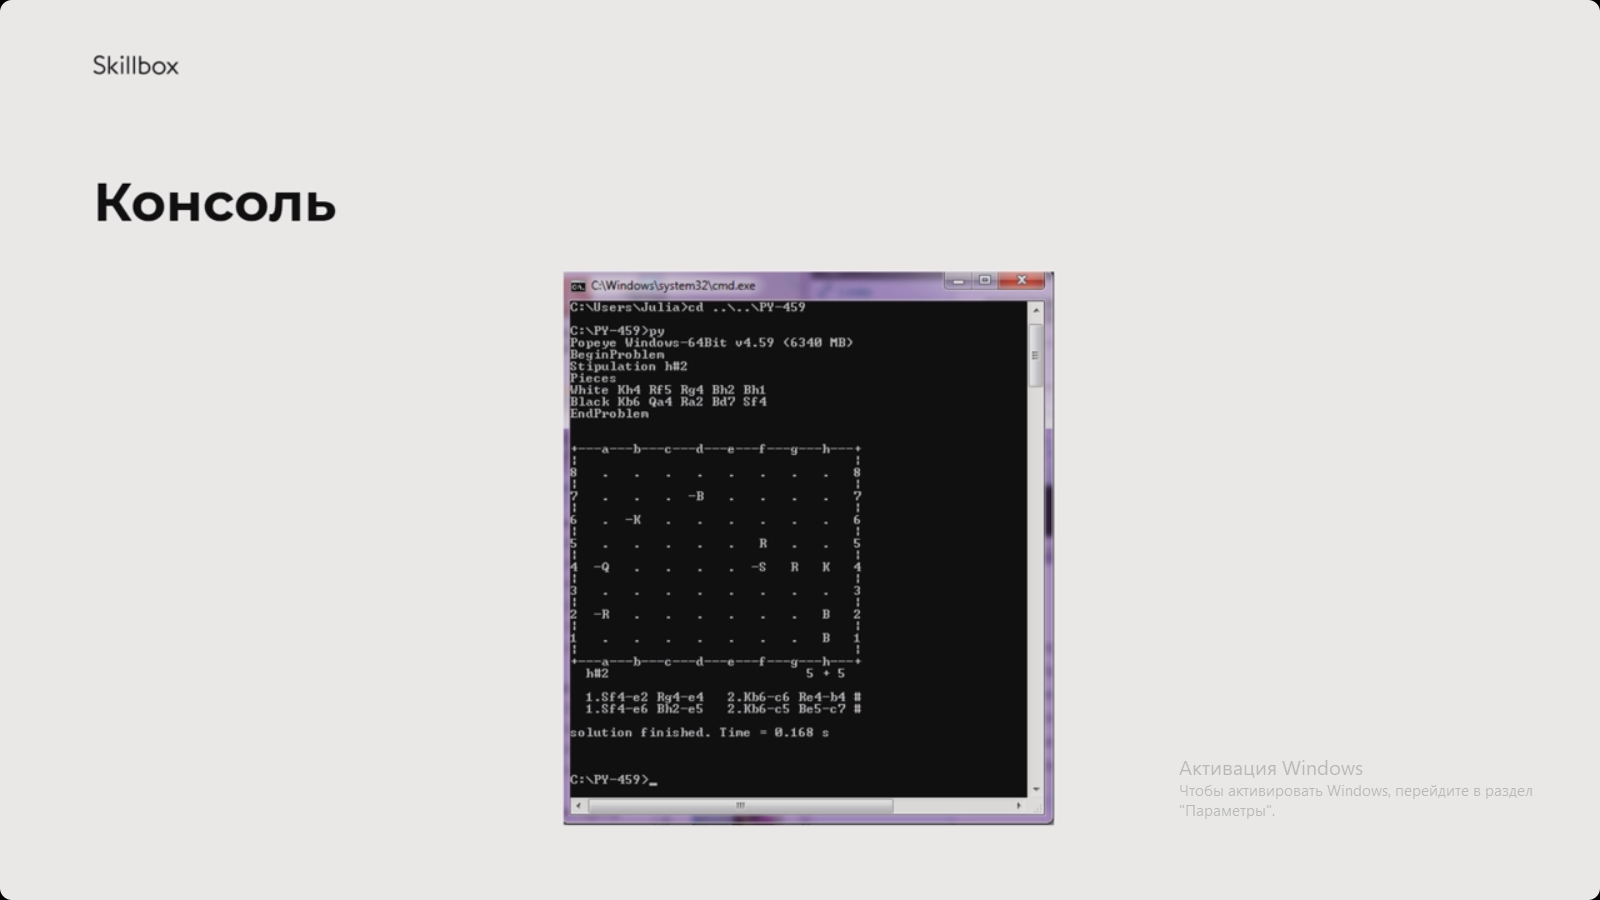 Skillbox
Консоль
C:\Windows\system32\cmd.exe
C:\Users\Julia>cd ..\..\PY-459
C:\PY-459>py
Popeye Windows-64Bit v4.59 (6340 MB)
BeginProblem
Stipulation h#2
Pieces
White Kh4 Rf5 Rg4 Bh2 Bh1
Black Kb6 Qa4 Ra2 Bd7 Sf4
EndProblem
+---a---b---c---d---e---f---g---h---+
¦                                   ¦
8   .   .   .   .   .   .   .   .   8
¦                                   ¦
7   .   .   .  -B   .   .   .   .   7
¦                                   ¦
6   .  -K   .   .   .   .   .   .   6
¦                                   ¦
5   .   .   .   .   .   R   .   .   5
¦                                   ¦
4  -Q   .   .   .   .  -S   R   K   4
¦                                   ¦
3   .   .   .   .   .   .   .   .   3
¦                                   ¦
2  -R   .   .   .   .   .   .   B   2
¦                                   ¦
1   .   .   .   .   .   .   .   B   1
¦                                   ¦
+---a---b---c---d---e---f---g---h---+
  h#2                         5 + 5
  1.Sf4-e2 Rg4-e4   2.Kb6-c6 Re4-b4 #
  1.Sf4-e6 Bh2-e5   2.Kb6-c5 Be5-c7 #
solution finished. Time = 0.168 s
C:\PY-459>_
Активация Windows
Чтобы активировать Windows, перейдите в раздел
"Параметры".